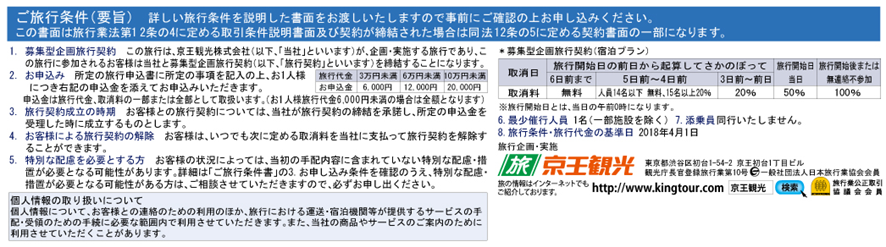 ご旅行条件(要旨) 詳しい旅行条件を説明した書面をお渡しいたしますので事前にご確認の上お申し込みください。
この書面は旅行業法第12条の4に定める取引条件説明書面及び契約が締結された場合は同法12条の5に定める契約書面の一部になります。
1. 募集型企画旅行契約 この旅行は、京王観光株式会社(以下、「当社」といいます)が、企画・実施する旅行であり、こ
の旅行に参加されるお客様は当社と募集型企画旅行契約(以下、「旅行契約」といいます)を締結することになります。
2. お申込み 所定の旅行申込書に所定の事項を記入の上、お1人様
につき右記の申込金を添えてお申込みいただきます。
旅行代金 3万円未満 6万円未満 10万円未満
お申込金 6,000円 12,000円 20,000円
申込金は旅行代金、取消料の一部または全部として取扱います。(お1人様旅行代金6,000円未満の場合は全額となります)
3. 旅行契約成立の時期 お客様との旅行契約については、当社が旅行契約の締結を承諾し、所定の申込金を
受理した時に成立するものとします。
4. お客様による旅行契約の解除 お客様は、いつでも次に定める取消料を当社に支払って旅行契約を解除す
ることができます。
5. 特別な配慮を必要とする方 お客様の状況によっては、当初の手配内容に含まれていない特別な配慮・措
置が必要となる可能性があります。詳細は「ご旅行条件書」の3. お申し込み条件を確認のうえ、特別な配慮・
措置が必要となる可能性がある方は、ご相談させていただきますので、必ずお申し出ください。
個人情報の取り扱いについて
個人情報について、お客様との連絡のための利用のほか、旅行における運送・宿泊機関等が提供するサービスの手
配・受領のための手続に必要な範囲内で利用させていただきます。また、当社の商品やサービスのご案内のために
利用させていただくことがあります。
*募集型企画旅行契約(宿泊プラン)
取消日 旅行開始日の前日から起算してさかのぼって 旅行開始日当日 旅行開始後または無連絡不参加
6日前まで 5日前〜4日前 3日前〜前日
取消料 無料 人員14名以下 無料、15名以上20% 20% 50% 100%
※旅行開始日とは、当日の午前0時になります。
6. 最少催行人員 1名(一部施設を除く) 7. 添乗員 同行いたしません。
8. 旅行条件・旅行代金の基準日 2018年4月1日
旅行企画・実施
旅 京王観光
東京都渋谷区初台1-54-2 京王初台1丁目ビル
観光庁長官登録旅行業第10号 一般社団法人日本旅行業協会会員
旅の情報はインターネットでも
ご紹介しております。
http://www.kingtour.com
京王観光 検索
旅行業公正取引
協議会会員